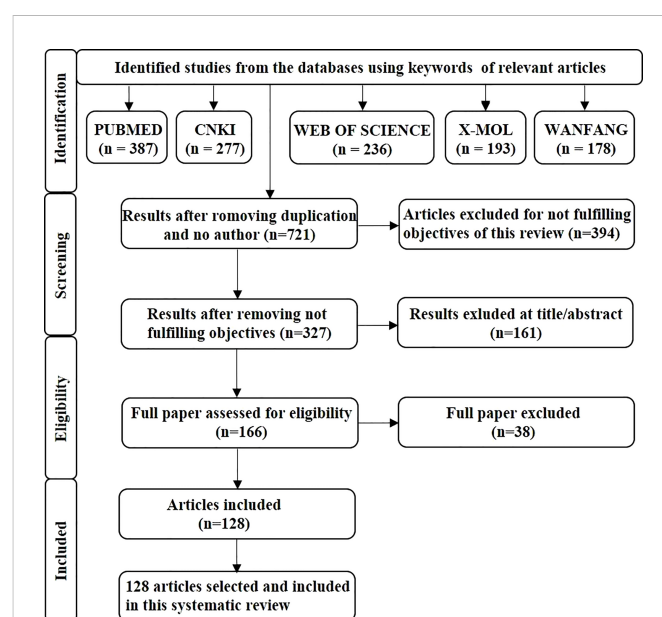 Identification
Identified studies from the databases using keywords of relevant articles
PUBMED
(n = 387)
CNKI
(n = 277)
WEB OF SCIENCE
(n = 236)
X-MOL
(n = 193)
WANFANG
(n = 178)
Screening
Results after romoving duplication
and no author (n=721)
Articles excluded for not fulfilling
objectives of this review (n=394)
Results after removing not
fulfilling objectives (n=327)
Results exluded at title/abstract
(n=161)
Eligibility
Full paper assessed for eligibility
(n=166)
Full paper excluded
(n=38)
Included
Articles included
(n=128)
128 articles selected and included
in this systematic review